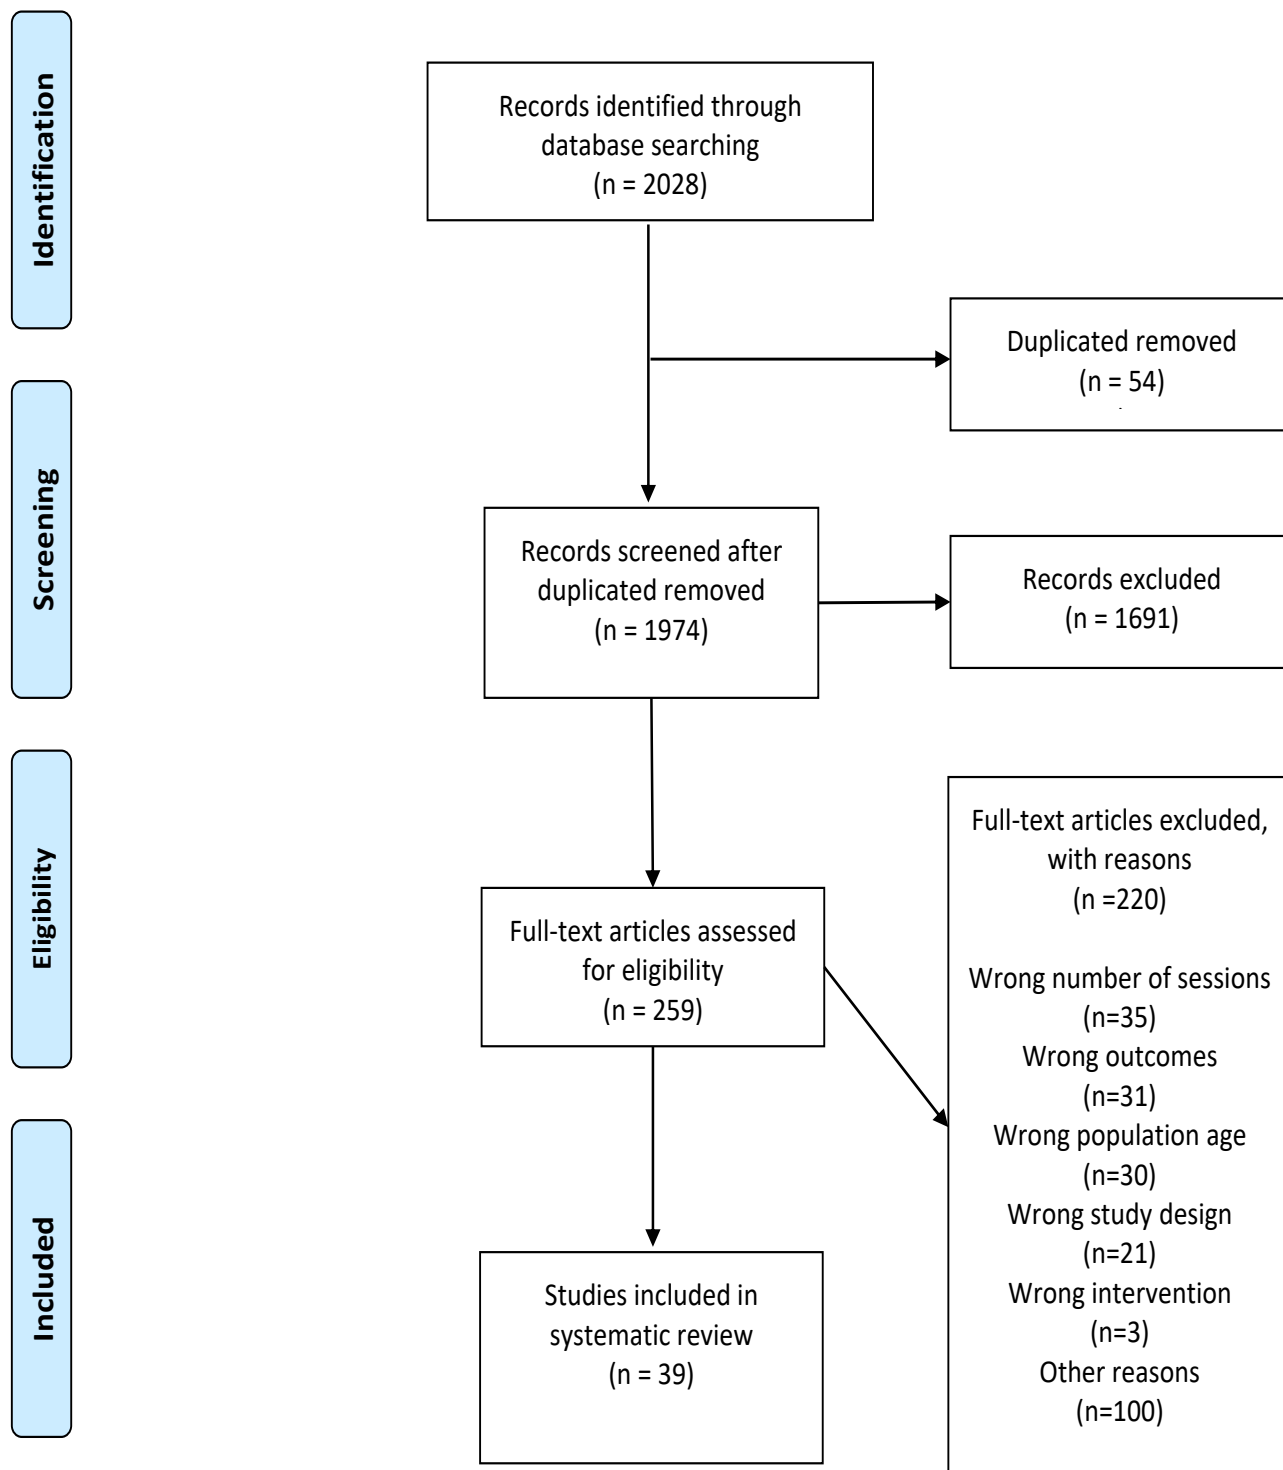 Identification
Records identified through
database searching
(n = 2028)
Duplicated removed
(n = 54)
Screening
Records screened after
duplicated removed
(n = 1974)
Records excluded
(n = 1691)
Eligibility
Full-text articles assessed
for eligibility
(n = 259)
Full-text articles excluded,
with reasons
(n =220)
Wrong number of sessions
(n=35)
Wrong outcomes
(n=31)
Wrong population age
(n=30)
Wrong study design
(n=21)
Wrong intervention
(n=3)
Other reasons
(n=100)
Included
Studies included in
systematic review
(n = 39)